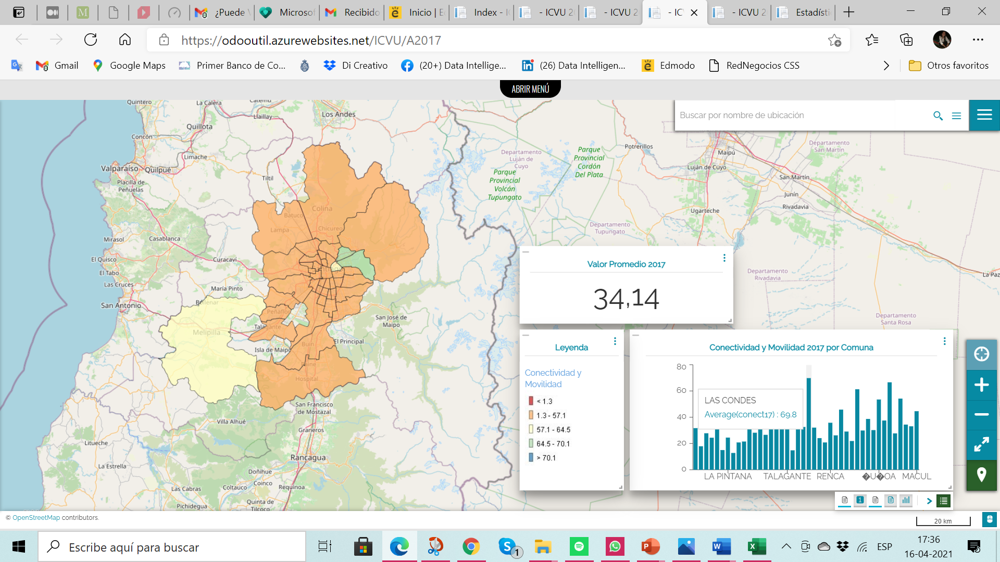 ¿Puede
Microsof
Recibido
Inicio | E
Index - I
- ICVU 2
- ICVU 2
- IC
- ICVU 2
Estadísti
https://odooutil.azurewebsites.net/ICVU/A2017
Gmail
Google Maps
Primer Banco de Co...
Di Creativo
(20+) Data Intellige...
(26) Data Intelligen...
Edmodo
RedNegocios CSS
Otros favoritos
ABRIR MENÚ
Buscar por nombre de ubicación
Quintero
La Calera
Catemu
Llaillay
Los Andes
Quillota
Concón
Limache
Valparaíso
Quilpué
Placilla de
Peñuelas
Tiltil
Colina
Batuco
Chicureo
Lampa
Mirasol
Casablanca
El Quisco
Curacaví
El Tabo
Las Cruces
María Pinto
San Antonio
Bollenar
Peñaflor
Talagante
Melipilla
San José de
Maipo
El Principal
Buin
Isla de Maipo
Paine
Hospital
San Francisco
de Mostazal
Villa Alhué
Graneros
Litueche
Rancagua
La Estrella
Doñihue
Coinco
Las Cabras
Coltauco
Requinoa
Pichidegua
Quinta de
Tilcoco
Departamento
Luján de
Cuyo
Parque
Provincial
Cordón
Del Plata
Parque
Provincial
Volcán
Tupungato
Potrerillos
Maipú
Departamento
San Martín
Luján de Cuyo
San Martín
Junín
Rivadavia
Ugarteche
Departamento
Tupungato
Departamento
Rivadavia
La Paz
Departamento
Santa Rosa
Valor Promedio 2017
34,14
Leyenda
Conectividad y
Movilidad
< 1.3
1.3 - 57.1
57.1 - 64.5
64.5 - 70.1
> 70.1
Conectividad y Movilidad 2017 por Comuna
80
60
40
20
0
LAS CONDES
Average(conect17) : 69.8
LA PINTANA
TALAGANTE
RENCA
�U�OA
MACUL
1
© OpenStreetMap contributors.
20 km
Escribe aquí para buscar
1
ESP
17:36
16-04-2021